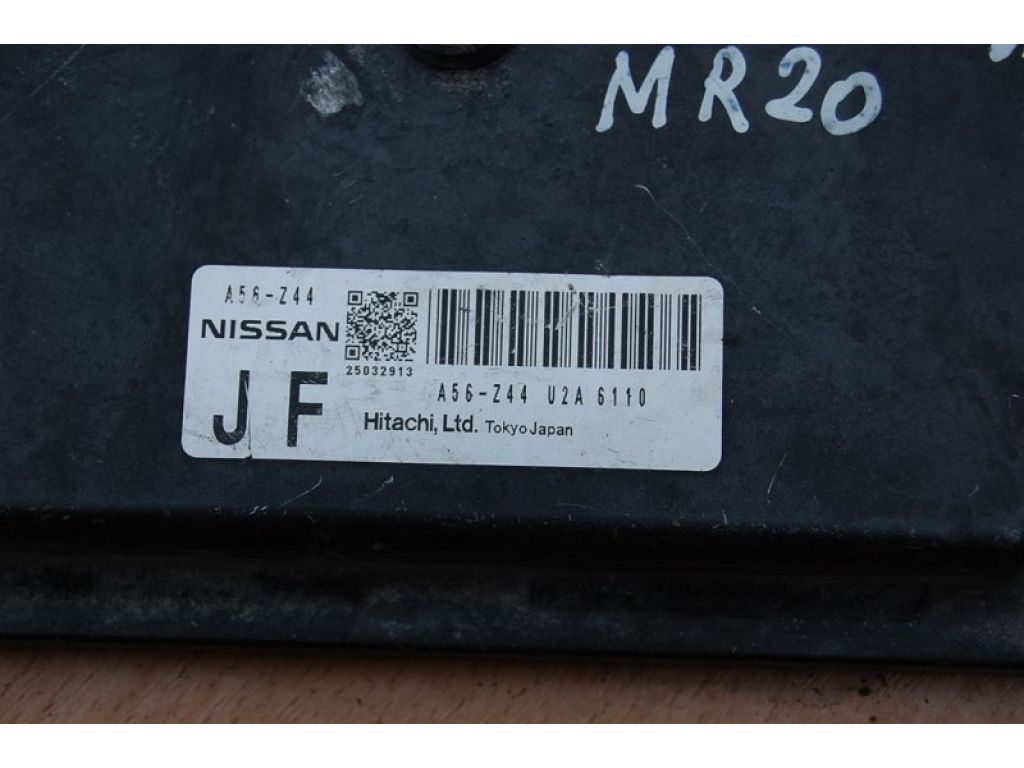 MR20
A56-Z44
NISSAN
25032913
J F
A56-Z44 U2A 6110
Hitachi, Ltd. Tokyo Japan